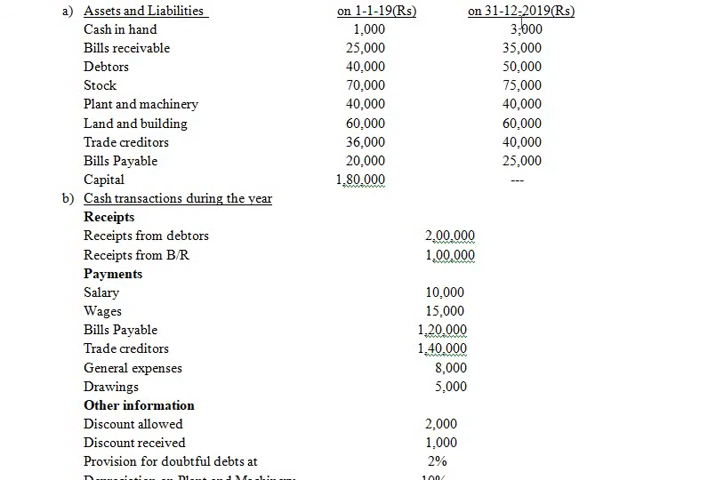 a) Assets and Liabilities on 1-1-19(Rs) on 31-12-2019(Rs)
Cash in hand 1,000 3,000
Bills receivable 25,000 35,000
Debtors 40,000 50,000
Stock 70,000 75,000
Plant and machinery 40,000 40,000
Land and building 60,000 60,000
Trade creditors 36,000 40,000
Bills Payable 20,000 25,000
Capital 1,80,000 ---
b) Cash transactions during the year
Receipts
Receipts from debtors 2,00,000
Receipts from B/R 1,00,000
Payments
Salary 10,000
Wages 15,000
Bills Payable 1,20,000
Trade creditors 1,40,000
General expenses 8,000
Drawings 5,000
Other information
Discount allowed 2,000
Discount received 1,000
Provision for doubtful debts at 2%
Depreciation on Plant and Machinery 10%